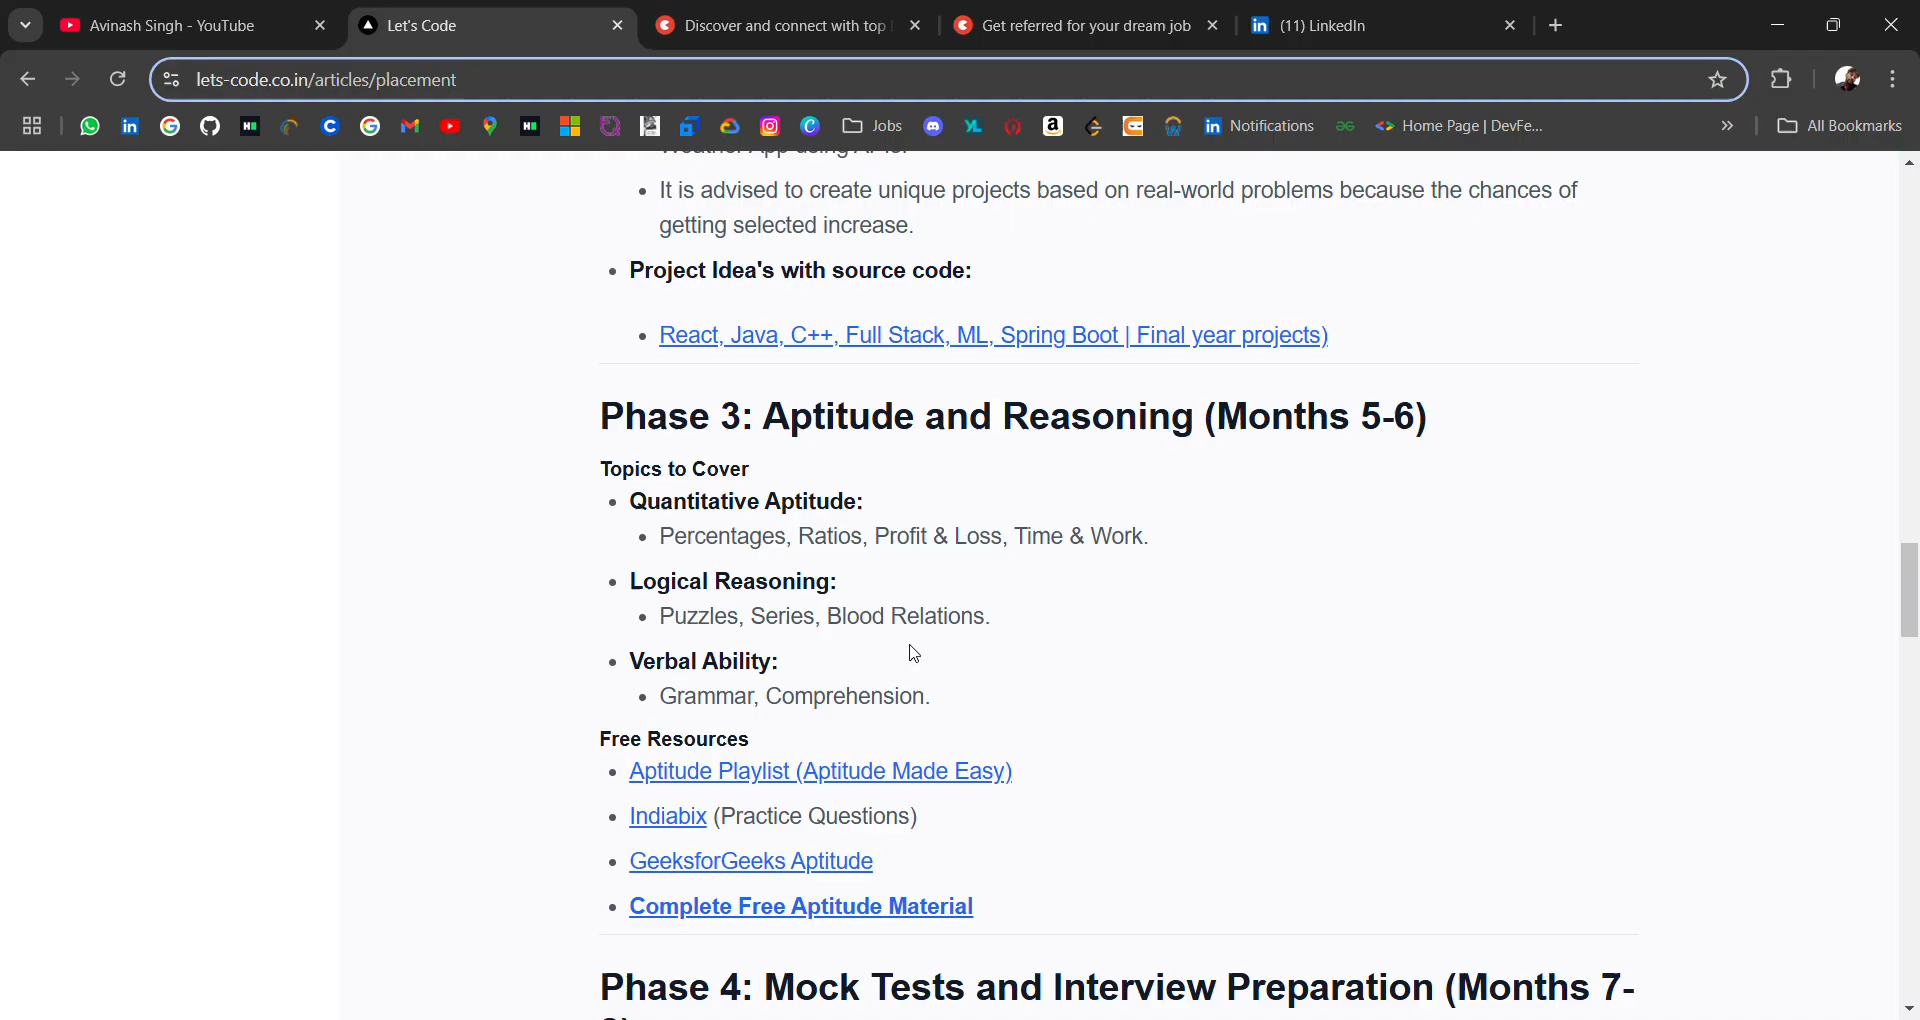 Avinash Singh - YouTube
Let's Code
Discover and connect with top
Get referred for your dream job
(11) LinkedIn
lets-code.co.in/articles/placement
Jobs
Notifications
Home Page | DevFe...
All Bookmarks
It is advised to create unique projects based on real-world problems because the chances of
getting selected increase.
Project Idea's with source code:
React, Java, C++, Full Stack, ML, Spring Boot | Final year projects)
Phase 3: Aptitude and Reasoning (Months 5-6)
Topics to Cover
Quantitative Aptitude:
Percentages, Ratios, Profit & Loss, Time & Work.
Logical Reasoning:
Puzzles, Series, Blood Relations.
Verbal Ability:
Grammar, Comprehension.
Free Resources
Aptitude Playlist (Aptitude Made Easy)
Indiabix (Practice Questions)
GeeksforGeeks Aptitude
Complete Free Aptitude Material
Phase 4: Mock Tests and Interview Preparation (Months 7-